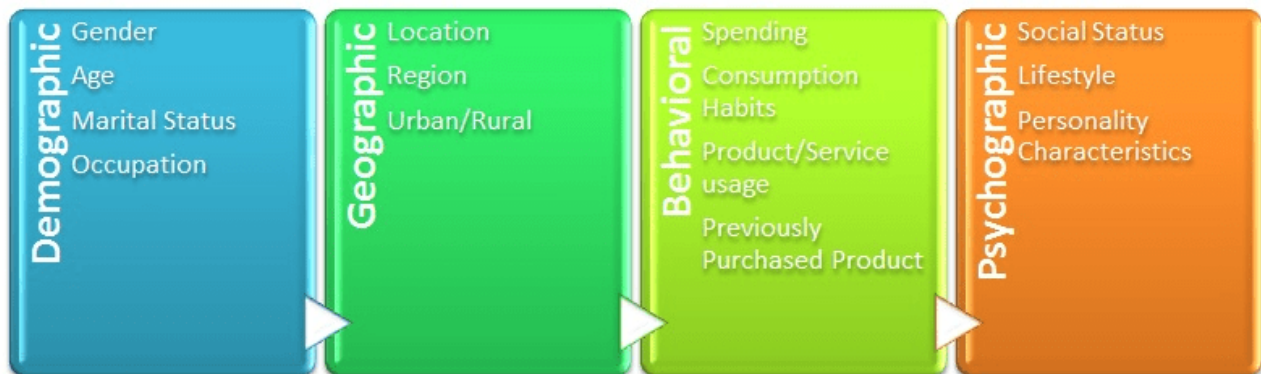 Demographic
Gender
Age
Marital Status
Occupation
Geographic
Location
Region
Urban/Rural
Behavioral
Spending
Consumption
Habits
Product/Service
usage
Previously
Purchased Product
Psychographic
Social Status
Lifestyle
Personality
Characteristics